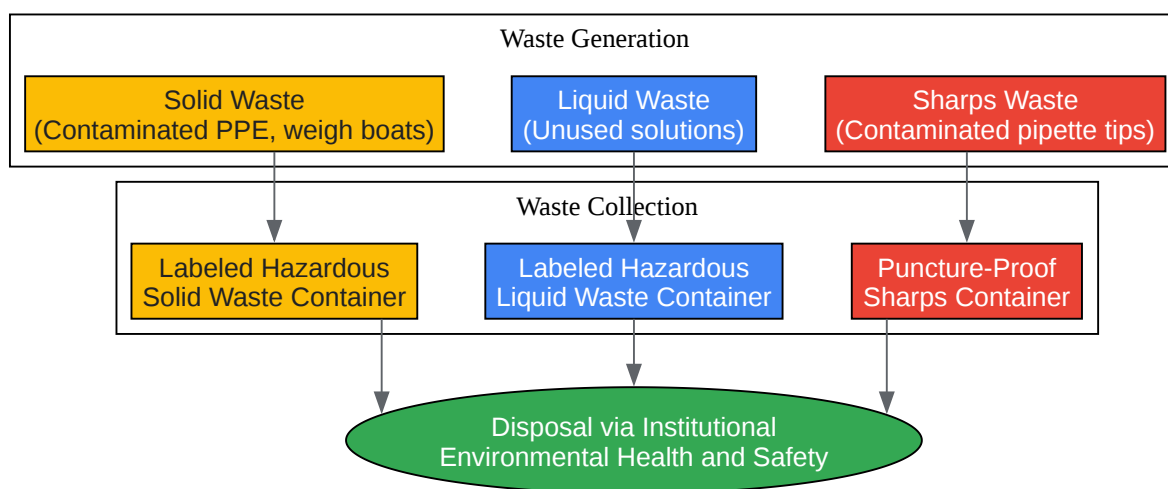 Waste Generation
Solid Waste
(Contaminated PPE, weigh boats)
Liquid Waste
(Unused solutions)
Sharps Waste
(Contaminated pipette tips)
Waste Collection
Labeled Hazardous
Solid Waste Container
Labeled Hazardous
Liquid Waste Container
Puncture-Proof
Sharps Container
Disposal via Institutional
Environmental Health and Safety